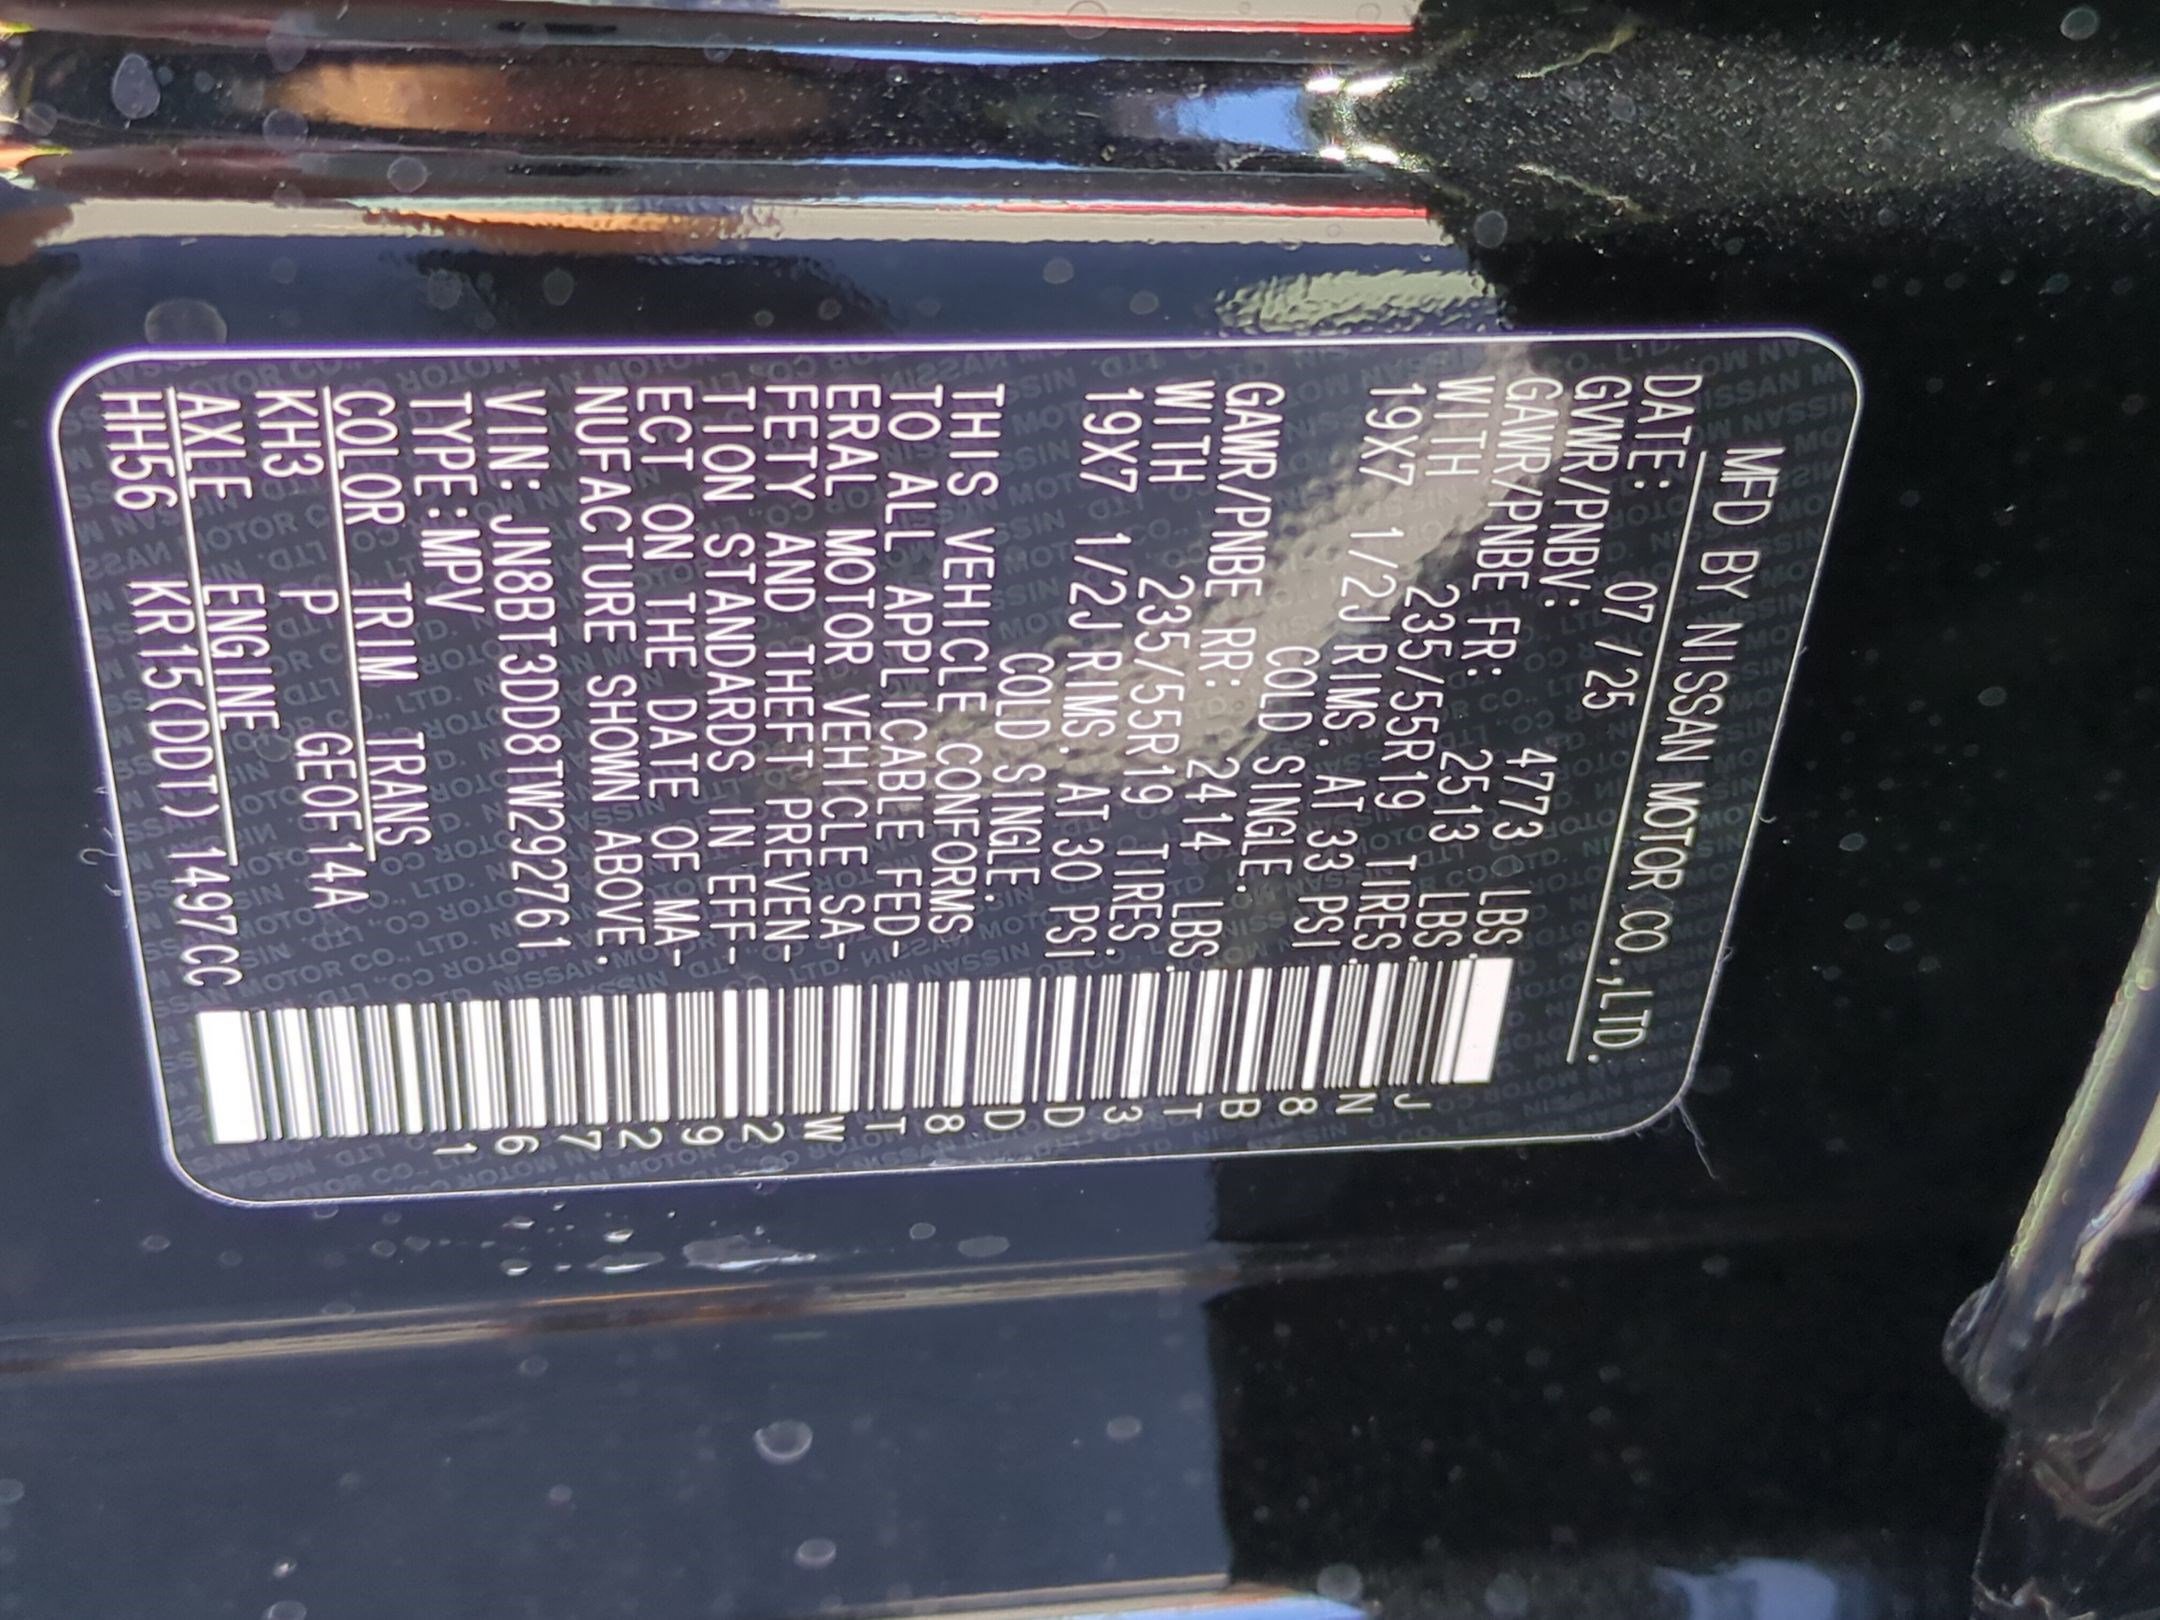 MFD BY NISSAN MOTOR CO.,LTD.
DATE: 07/25
GVWR/PNBV: 4773 LBS.
GAWR/PNBE FR: 2513 LBS.
WITH 235/55R19 TIRES.
19X7 1/2J RIMS. AT 33 PSI
COLD SINGLE.
GAWR/PNBE RR: 2414 LBS.
WITH 235/55R19 TIRES.
19X7 1/2J RIMS. AT 30 PSI
COLD SINGLE.
THIS VEHICLE CONFORMS
TO ALL APPLICABLE FED-
ERAL MOTOR VEHICLE SA-
FETY AND THEFT PREVEN-
TION STANDARDS IN EFF-
ECT ON THE DATE OF MA-
NUFACTURE SHOWN ABOVE.
VIN: JN8BT3DD8TW292761
TYPE:MPV
COLOR TRIM TRANS
KH3 P GE0F14A
AXLE ENGINE
HH56 KR15(DDT) 1497CC
JN8BT3DD8TW292761